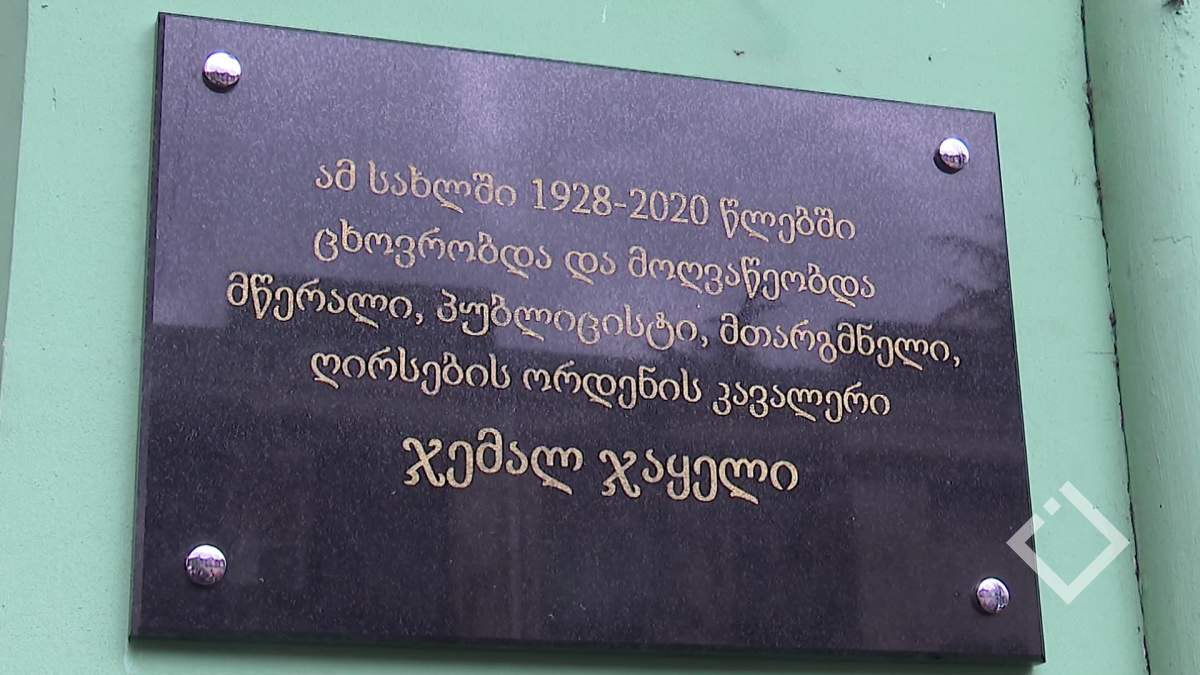 ამ სახლში 1928-2020 წლებში
ცხოვრობდა და მოღვაწეობდა
მწერალი, პუბლიცისტი, მთარგმნელი,
ღირსების ორდენის კავალერი
ჯემალ ჯაყელი